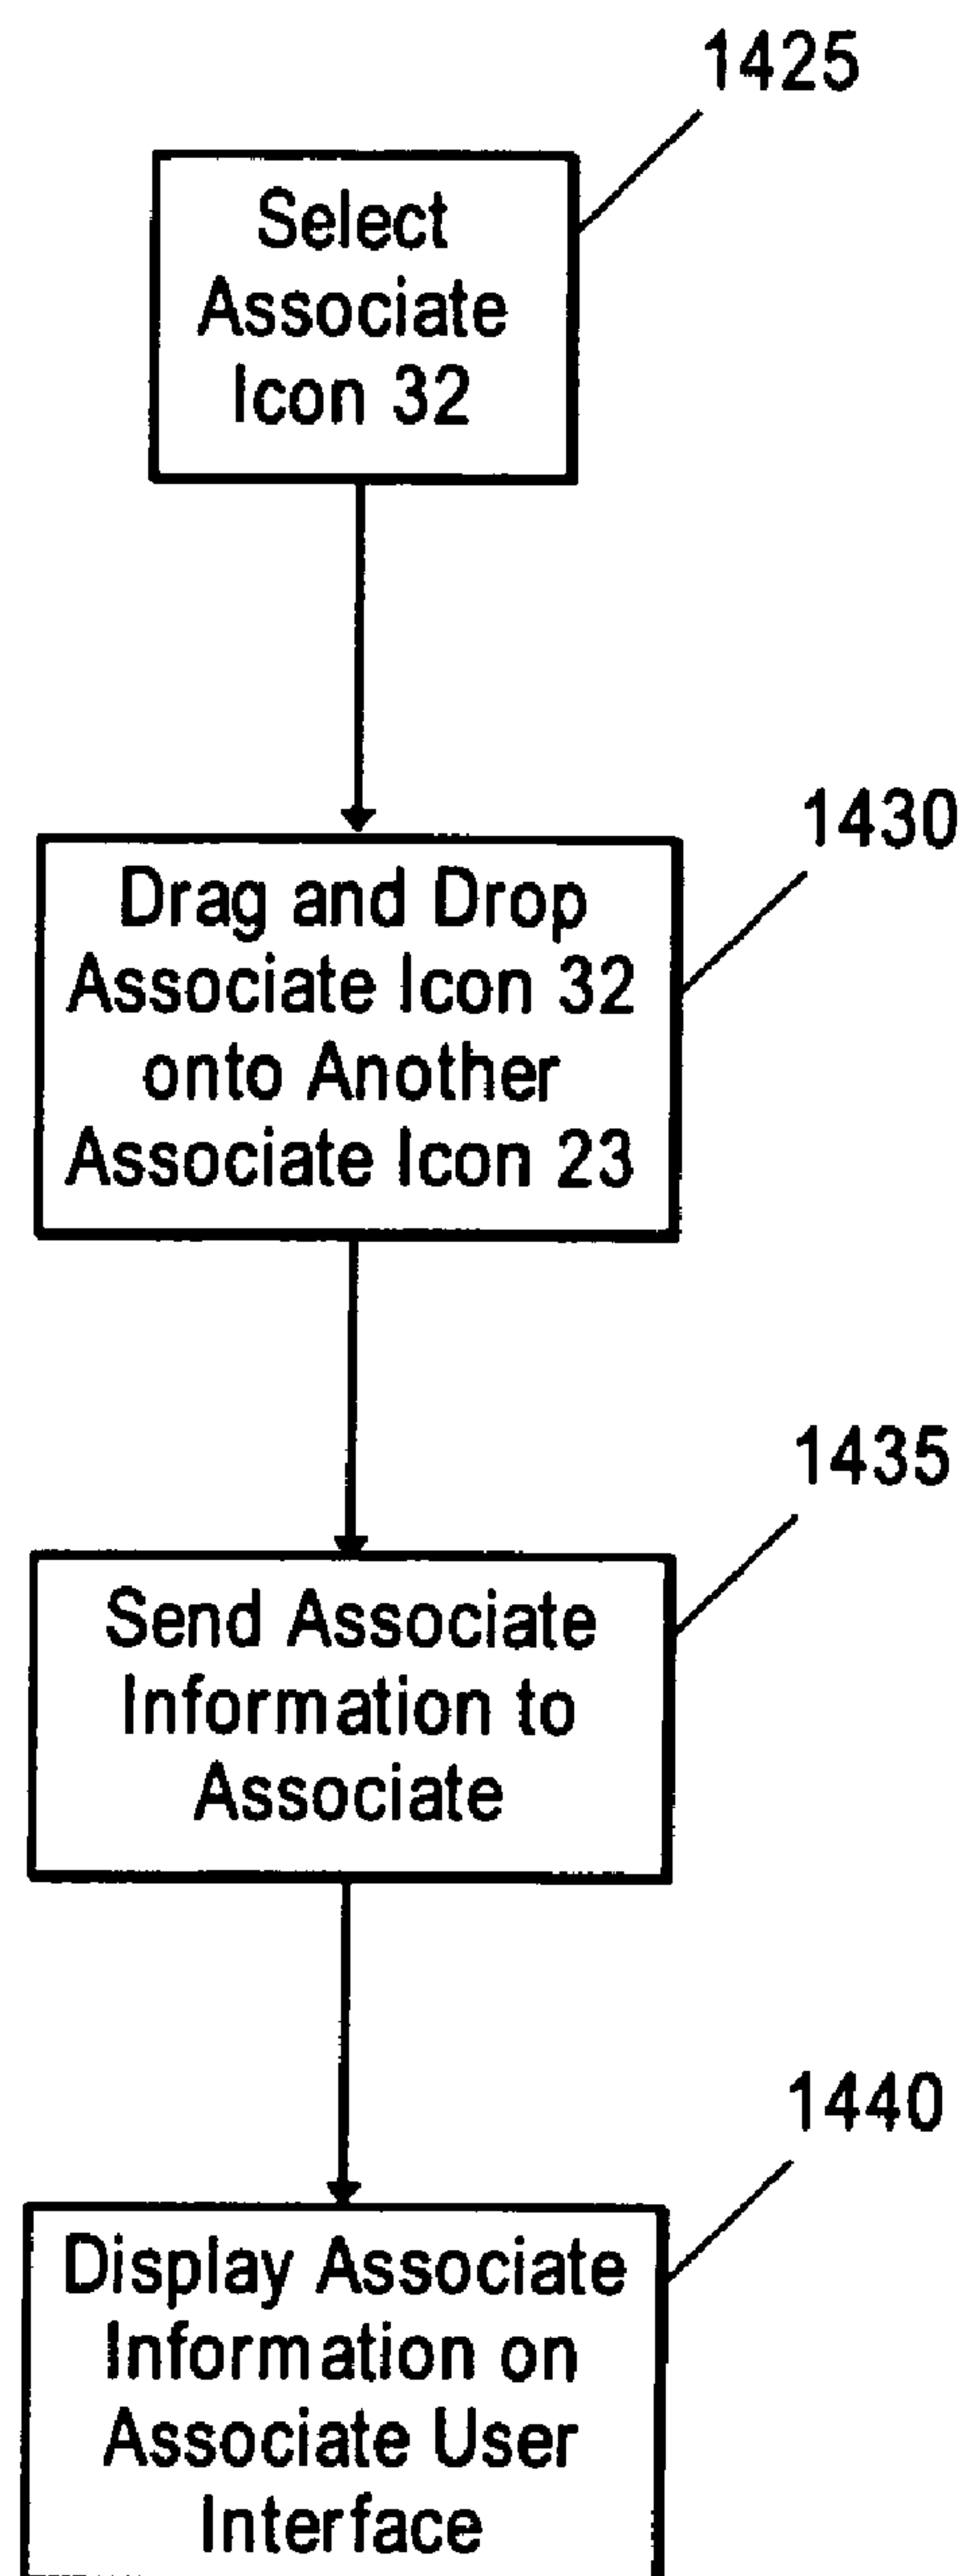 1425
Select
Associate
Icon 32
1430
Drag and Drop
Associate Icon 32
onto Another
Associate Icon 23
1435
Send Associate
Information to
Associate
1440
Display Associate
Information on
Associate User
Interface